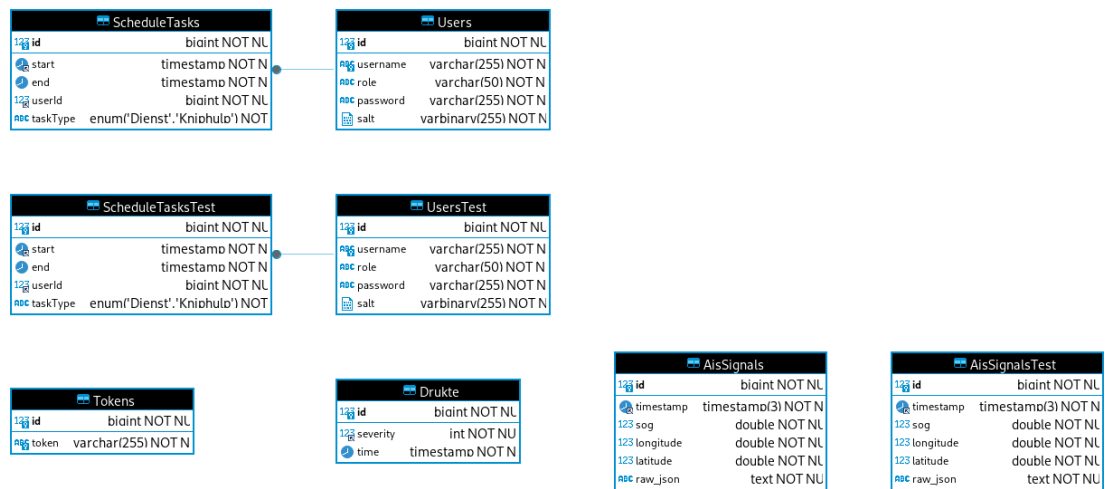 ScheduleTasks
id bigint NOT NU
start timestamp NOT N
end timestamp NOT N
userId bigint NOT NU
taskType enum('Dienst','Kniphulp') NOT
Users
id bigint NOT NU
username varchar(255) NOT N
role varchar(50) NOT N
password varchar(255) NOT N
salt varbinary(255) NOT N
ScheduleTasksTest
id bigint NOT NU
start timestamp NOT N
end timestamp NOT N
userId bigint NOT NU
taskType enum('Dienst','Kniphulp') NOT
UsersTest
id bigint NOT NU
username varchar(255) NOT N
role varchar(50) NOT N
password varchar(255) NOT N
salt varbinary(255) NOT N
Tokens
id bigint NOT NU
token varchar(255) NOT N
Drukte
id bigint NOT NU
severity int NOT NU
time timestamp NOT N
AisSignals
id bigint NOT NU
timestamp timestamp(3) NOT N
sog double NOT NU
longitude double NOT NU
latitude double NOT NU
raw_json text NOT NU
AisSignalsTest
id bigint NOT NU
timestamp timestamp(3) NOT N
sog double NOT NU
longitude double NOT NU
latitude double NOT NU
raw_json text NOT NU